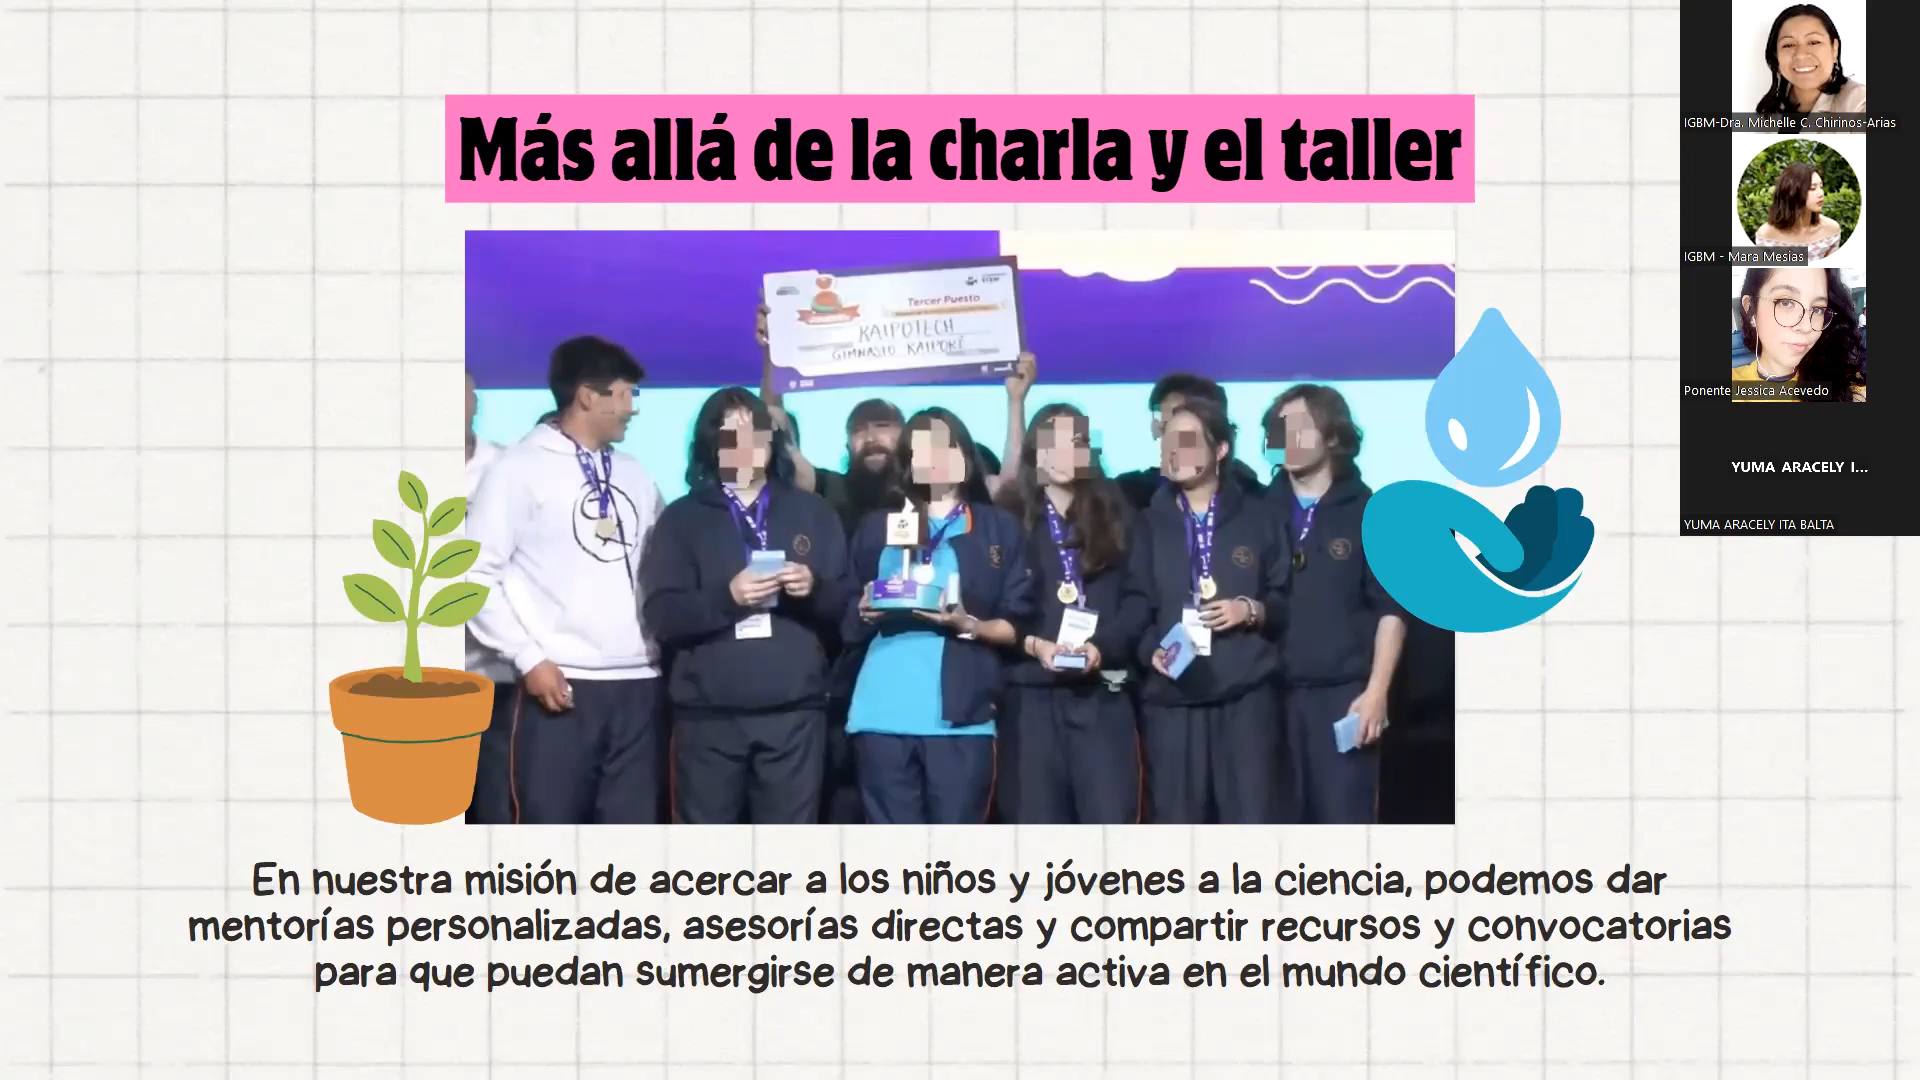 Más allá de la charla y el taller
Tercer Puesto
KAIPOTECH
GIMNASIO KAIPORÉ
En nuestra misión de acercar a los niños y jóvenes a la ciencia, podemos dar
mentorías personalizadas, asesorías directas y compartir recursos y convocatorias
para que puedan sumergirse de manera activa en el mundo científico.
IGBM-Dra. Michelle C. Chirinos-Arias
IGBM - Mara Mesias
Ponente Jessica Acevedo
YUMA ARACELY I...
YUMA ARACELY ITA BALTA